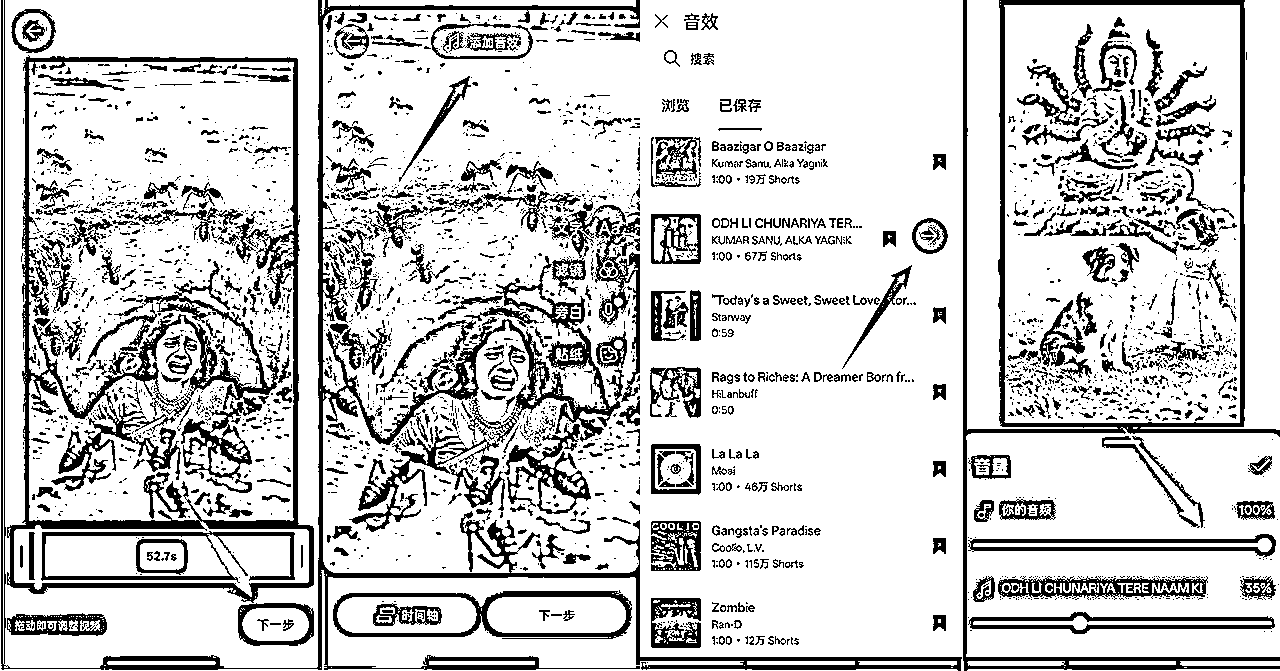 52.7s
拖动即可调整视频
下一步
添加音效
Aa
滤镜
旁白
贴纸
时间轴
下一步
音效
搜索
浏览
已保存
Baazigar O Baazigar
Kumar Sanu, Alka Yagnik
1:00 • 19万 Shorts
ODH LI CHUNARIYA TER...
KUMAR SANU, ALKA YAGNIK
1:00 • 67万 Shorts
"Today's a Sweet, Sweet Love Stor...
Starway
0:59
Rags to Riches: A Dreamer Born fr...
HiLanbuff
0:50
La La La
Moai
1:00 • 46万 Shorts
COOLIO
Gangsta's Paradise
Coolio, L.V.
1:00 • 115万 Shorts
Zombie
Ran-D
1:00 • 12万 Shorts
音量
你的音频
100%
ODH LI CHUNARIYA TERE NAAM KI
35%